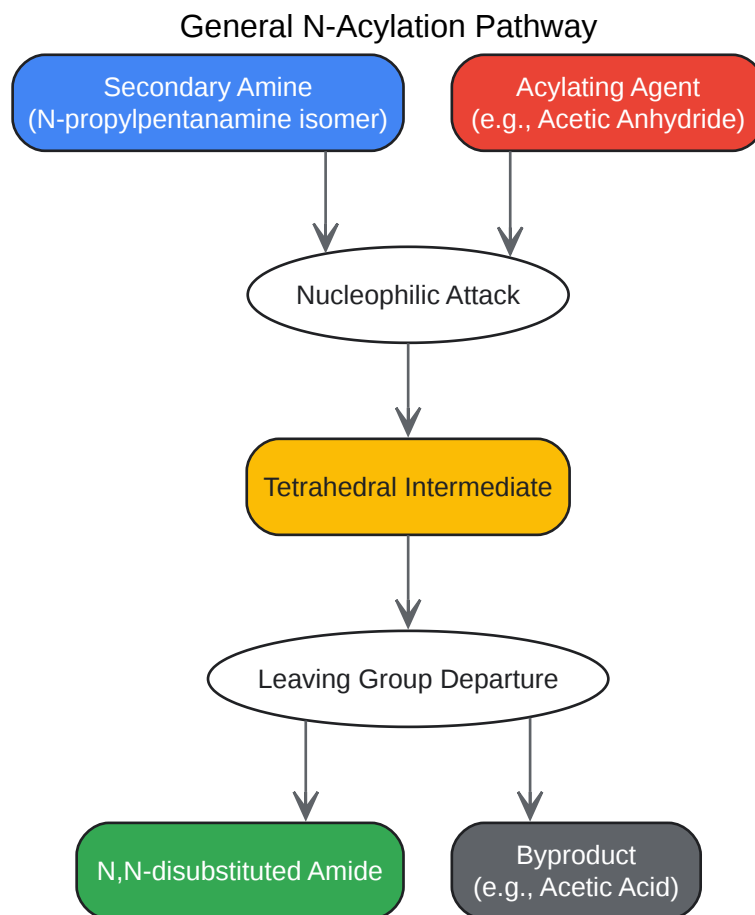 General N-Acylation Pathway
Secondary Amine
(N-propylpentanamine isomer)
Acylating Agent
(e.g., Acetic Anhydride)
Nucleophilic Attack
Tetrahedral Intermediate
Leaving Group Departure
N,N-disubstituted Amide
Byproduct
(e.g., Acetic Acid)